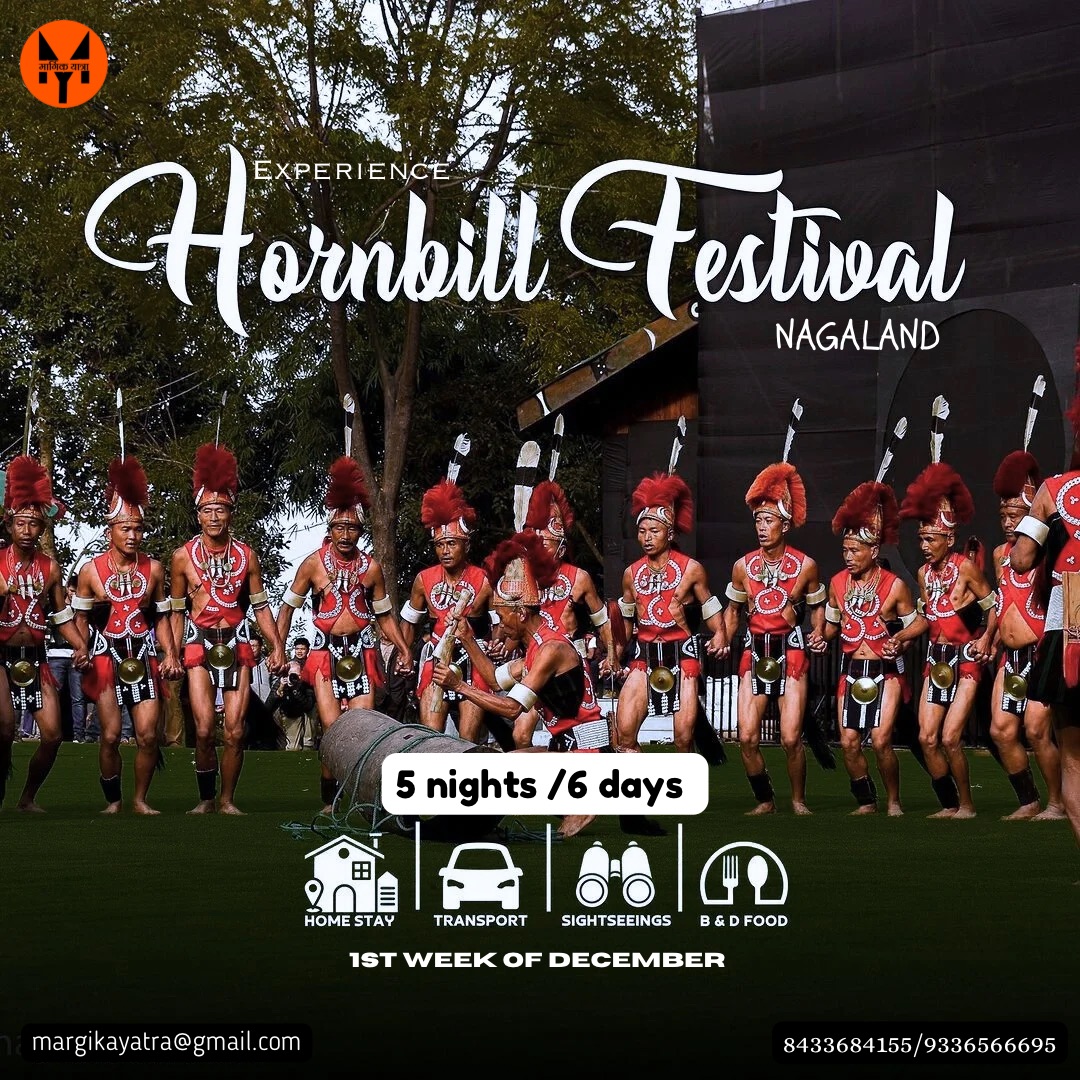 मार्गिक यात्रा
EXPERIENCE
Hornbill Festival
NAGALAND
5 nights /6 days
HOME STAY
TRANSPORT
SIGHTSEEINGS
B & D FOOD
1ST WEEK OF DECEMBER
margikayatra@gmail.com
8433684155/9336566695